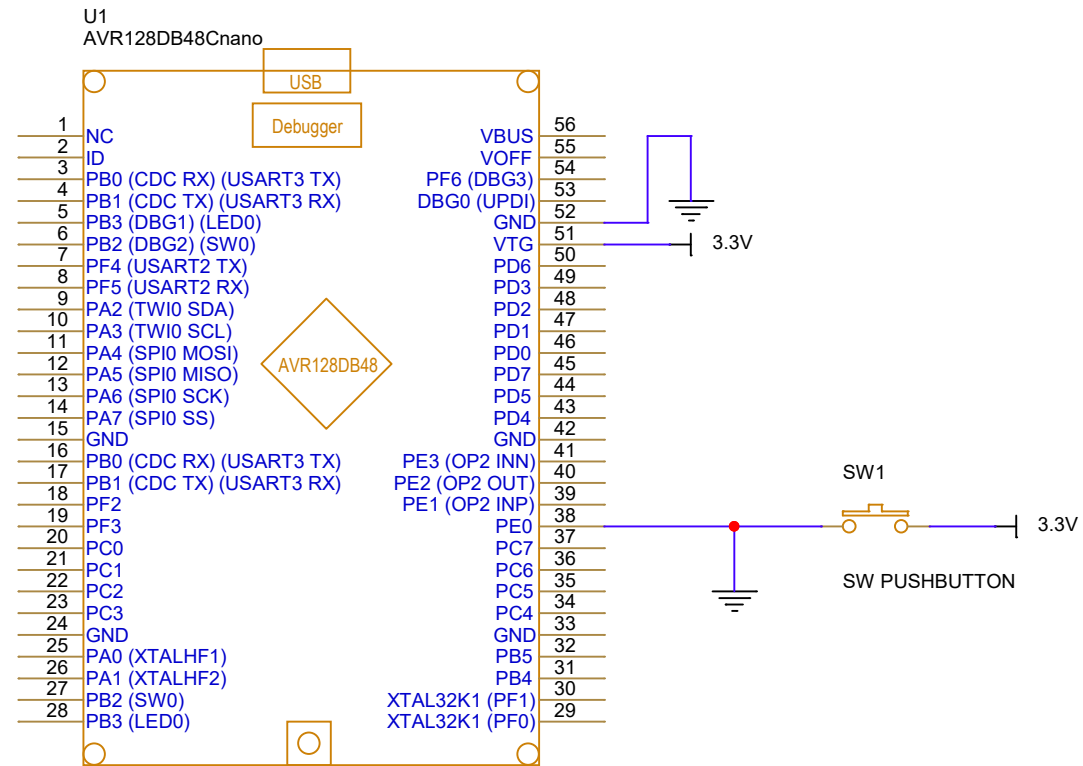 U1
AVR128DB48Cnano
USB
Debugger
1 NC
2 ID
3 PB0 (CDC RX) (USART3 TX)
4 PB1 (CDC TX) (USART3 RX)
5 PB3 (DBG1) (LED0)
6 PB2 (DBG2) (SW0)
7 PF4 (USART2 TX)
8 PF5 (USART2 RX)
9 PA2 (TWI0 SDA)
10 PA3 (TWI0 SCL)
11 PA4 (SPI0 MOSI)
12 PA5 (SPI0 MISO)
13 PA6 (SPI0 SCK)
14 PA7 (SPI0 SS)
15 GND
16 PB0 (CDC RX) (USART3 TX)
17 PB1 (CDC TX) (USART3 RX)
18 PF2
19 PF3
20 PC0
21 PC1
22 PC2
23 PC3
24 GND
25 PA0 (XTALHF1)
26 PA1 (XTALHF2)
27 PB2 (SW0)
28 PB3 (LED0)
AVR128DB48
VBUS 56
VOFF 55
PF6 (DBG3) 54
DBG0 (UPDI) 53
GND 52
VTG 51
PD6 50
PD3 49
PD2 48
PD1 47
PD0 46
PD7 45
PD5 44
PD4 43
GND 42
PE3 (OP2 INN) 41
PE2 (OP2 OUT) 40
PE1 (OP2 INP) 39
PE0 38
PC7 37
PC6 36
PC5 35
PC4 34
GND 33
PB5 32
PB4 31
XTAL32K1 (PF1) 30
XTAL32K1 (PF0) 29
3.3V
SW1
3.3V
SW PUSHBUTTON